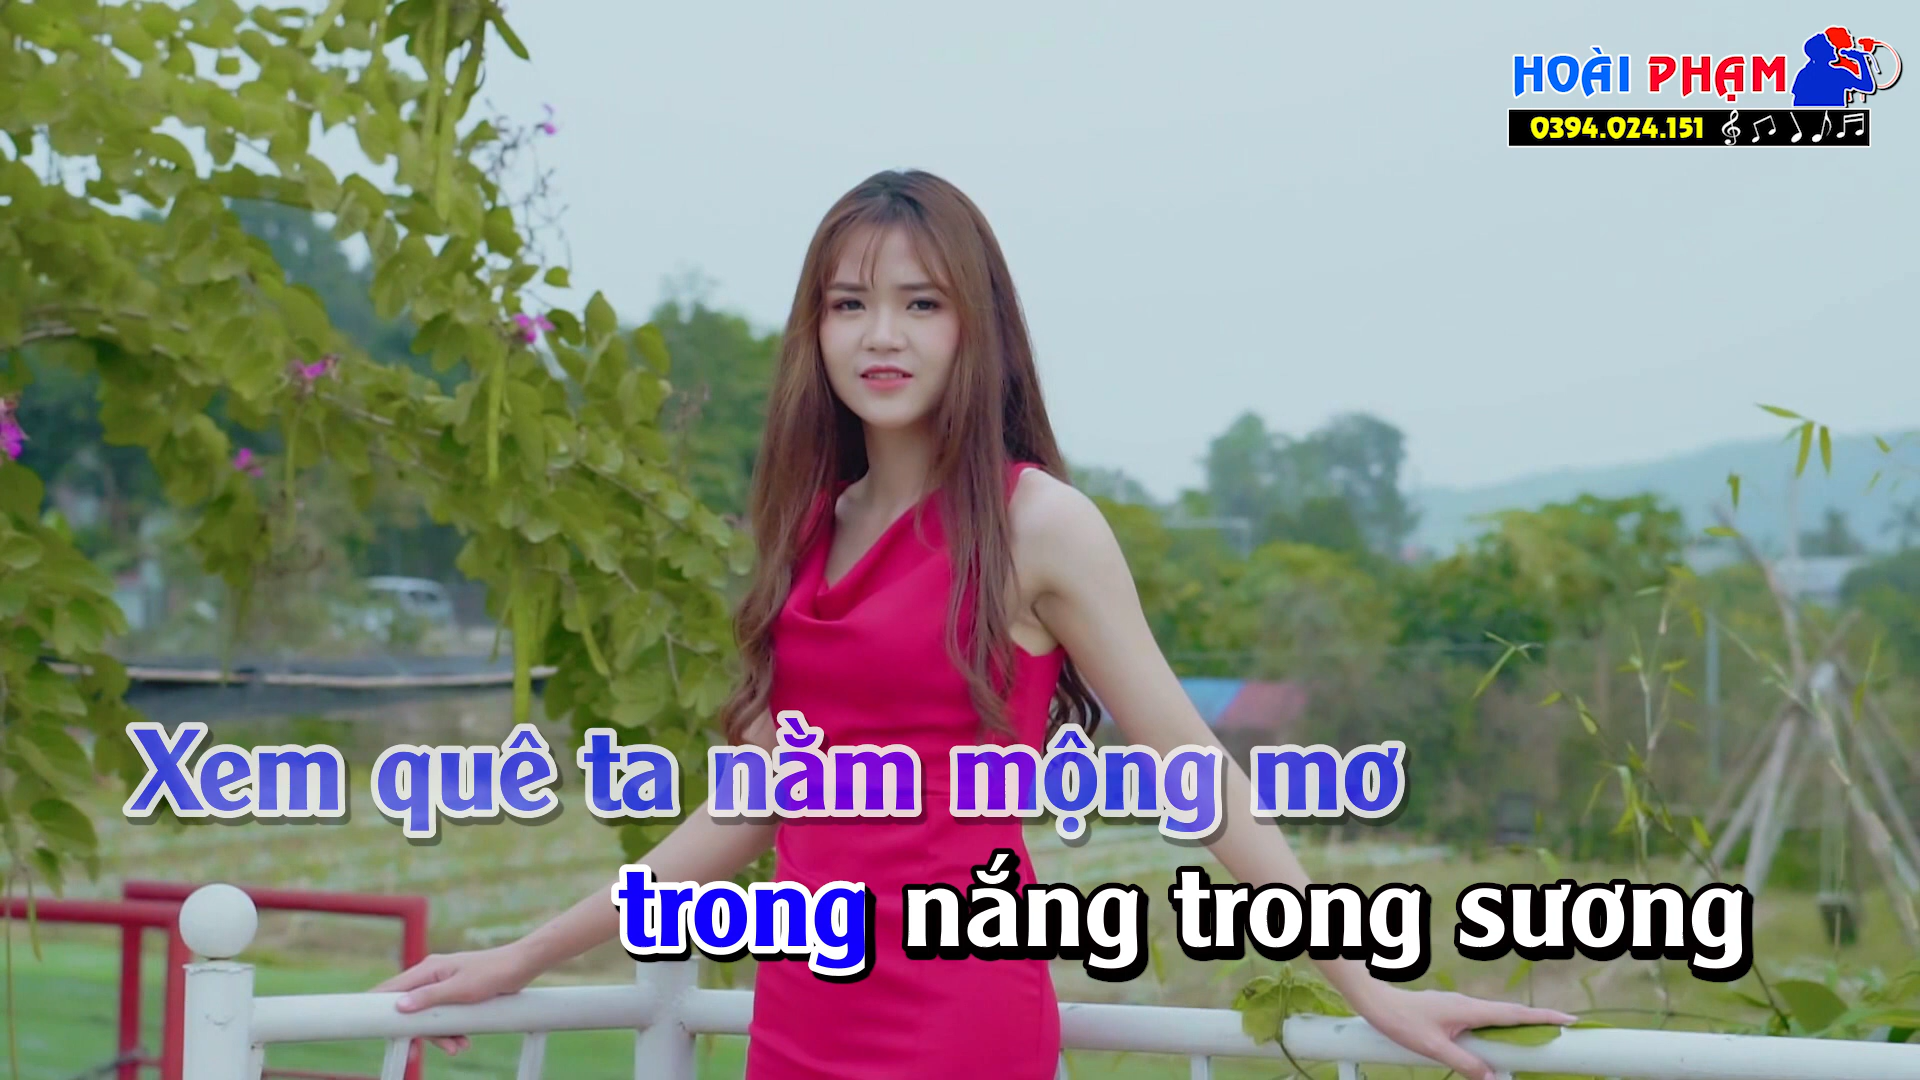 HOÀI PHẠM
0394.024.151
Xem quê ta nằm mộng mơ
trong nắng trong sương